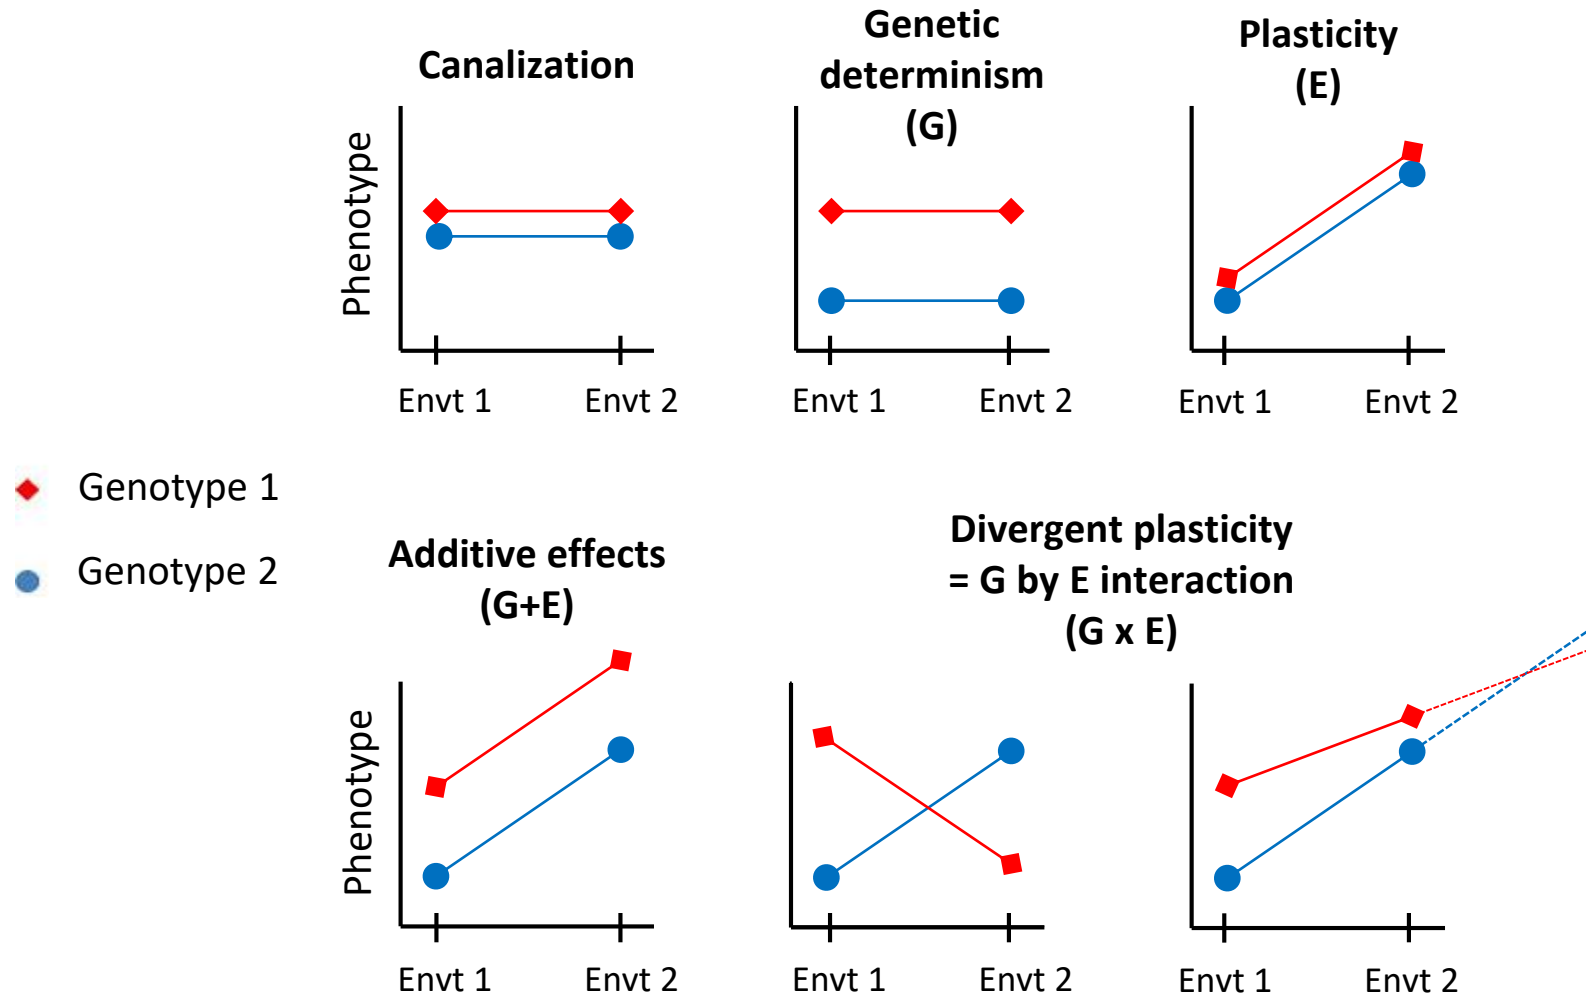 Canalization
Genetic
determinism
(G)
Plasticity
(E)
Phenotype
Envt 1
Envt 2
Envt 1
Envt 2
Envt 1
Envt 2
Genotype 1
Genotype 2
Additive effects
(G+E)
Divergent plasticity
= G by E interaction
(G x E)
Phenotype
Envt 1
Envt 2
Envt 1
Envt 2
Envt 1
Envt 2